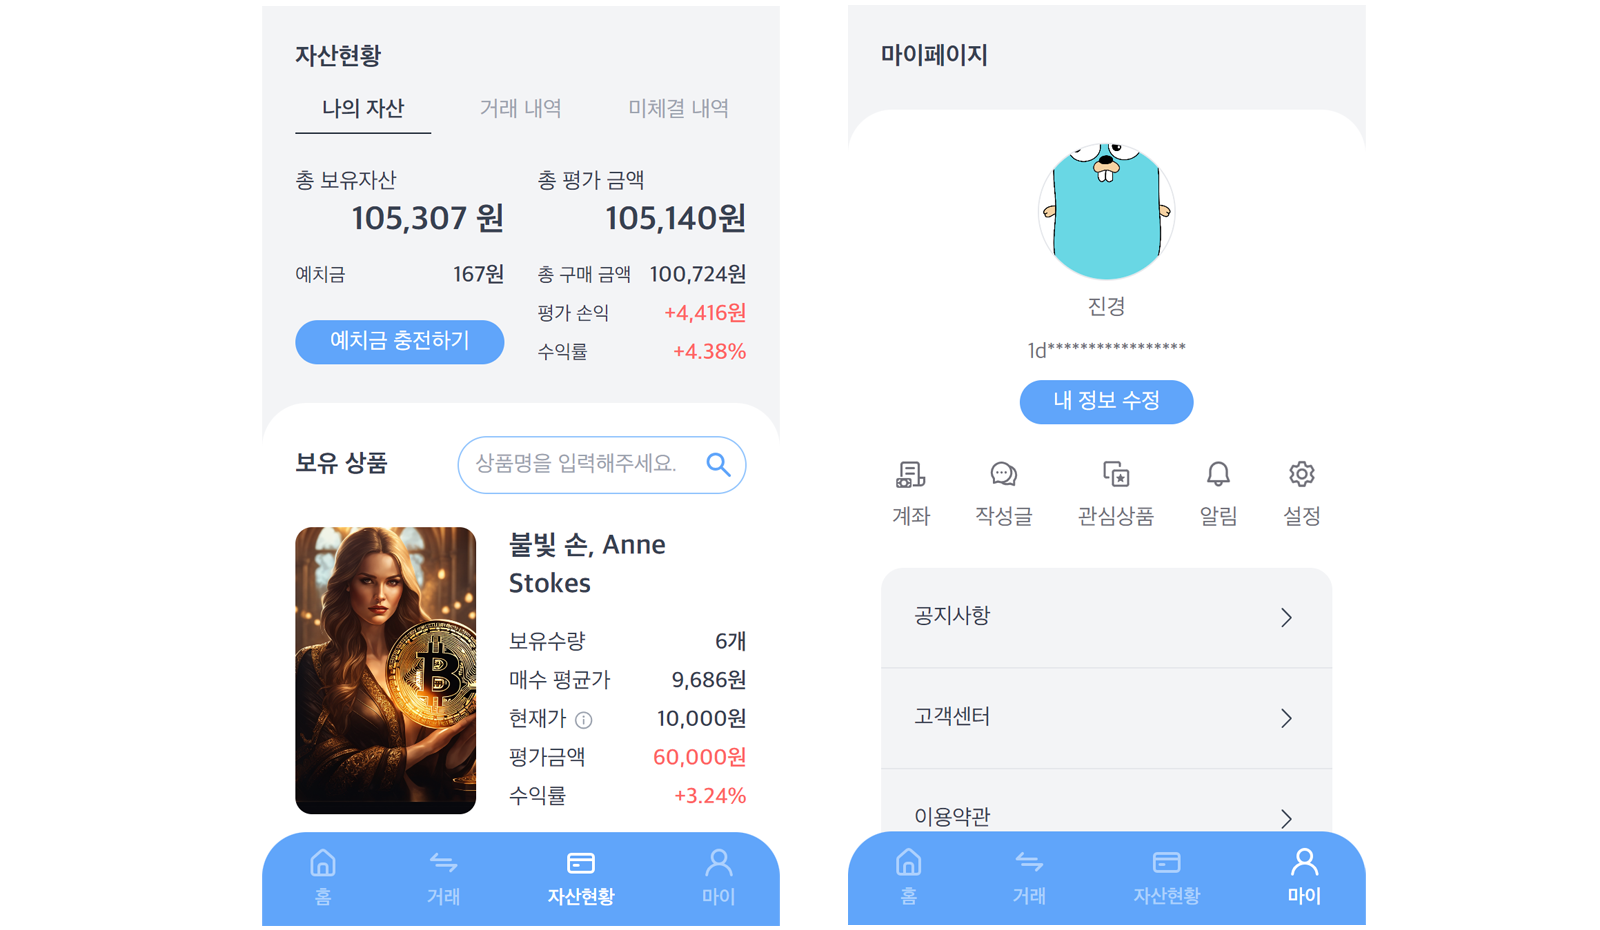 자산현황
나의 자산 거래 내역 미체결 내역
총 보유자산
105,307 원
예치금 167원
예치금 충전하기
총 평가 금액
105,140원
총 구매 금액 100,724원
평가 손익 +4,416원
수익률 +4.38%
보유 상품
상품명을 입력해주세요.
불빛 손, Anne
Stokes
보유수량 6개
매수 평균가 9,686원
현재가 10,000원
평가금액 60,000원
수익률 +3.24%
홈 거래 자산현황 마이
마이페이지
진경
1d*****************
내 정보 수정
계좌 작성글 관심상품 알림 설정
공지사항
고객센터
이용약관
홈 거래 자산현황 마이